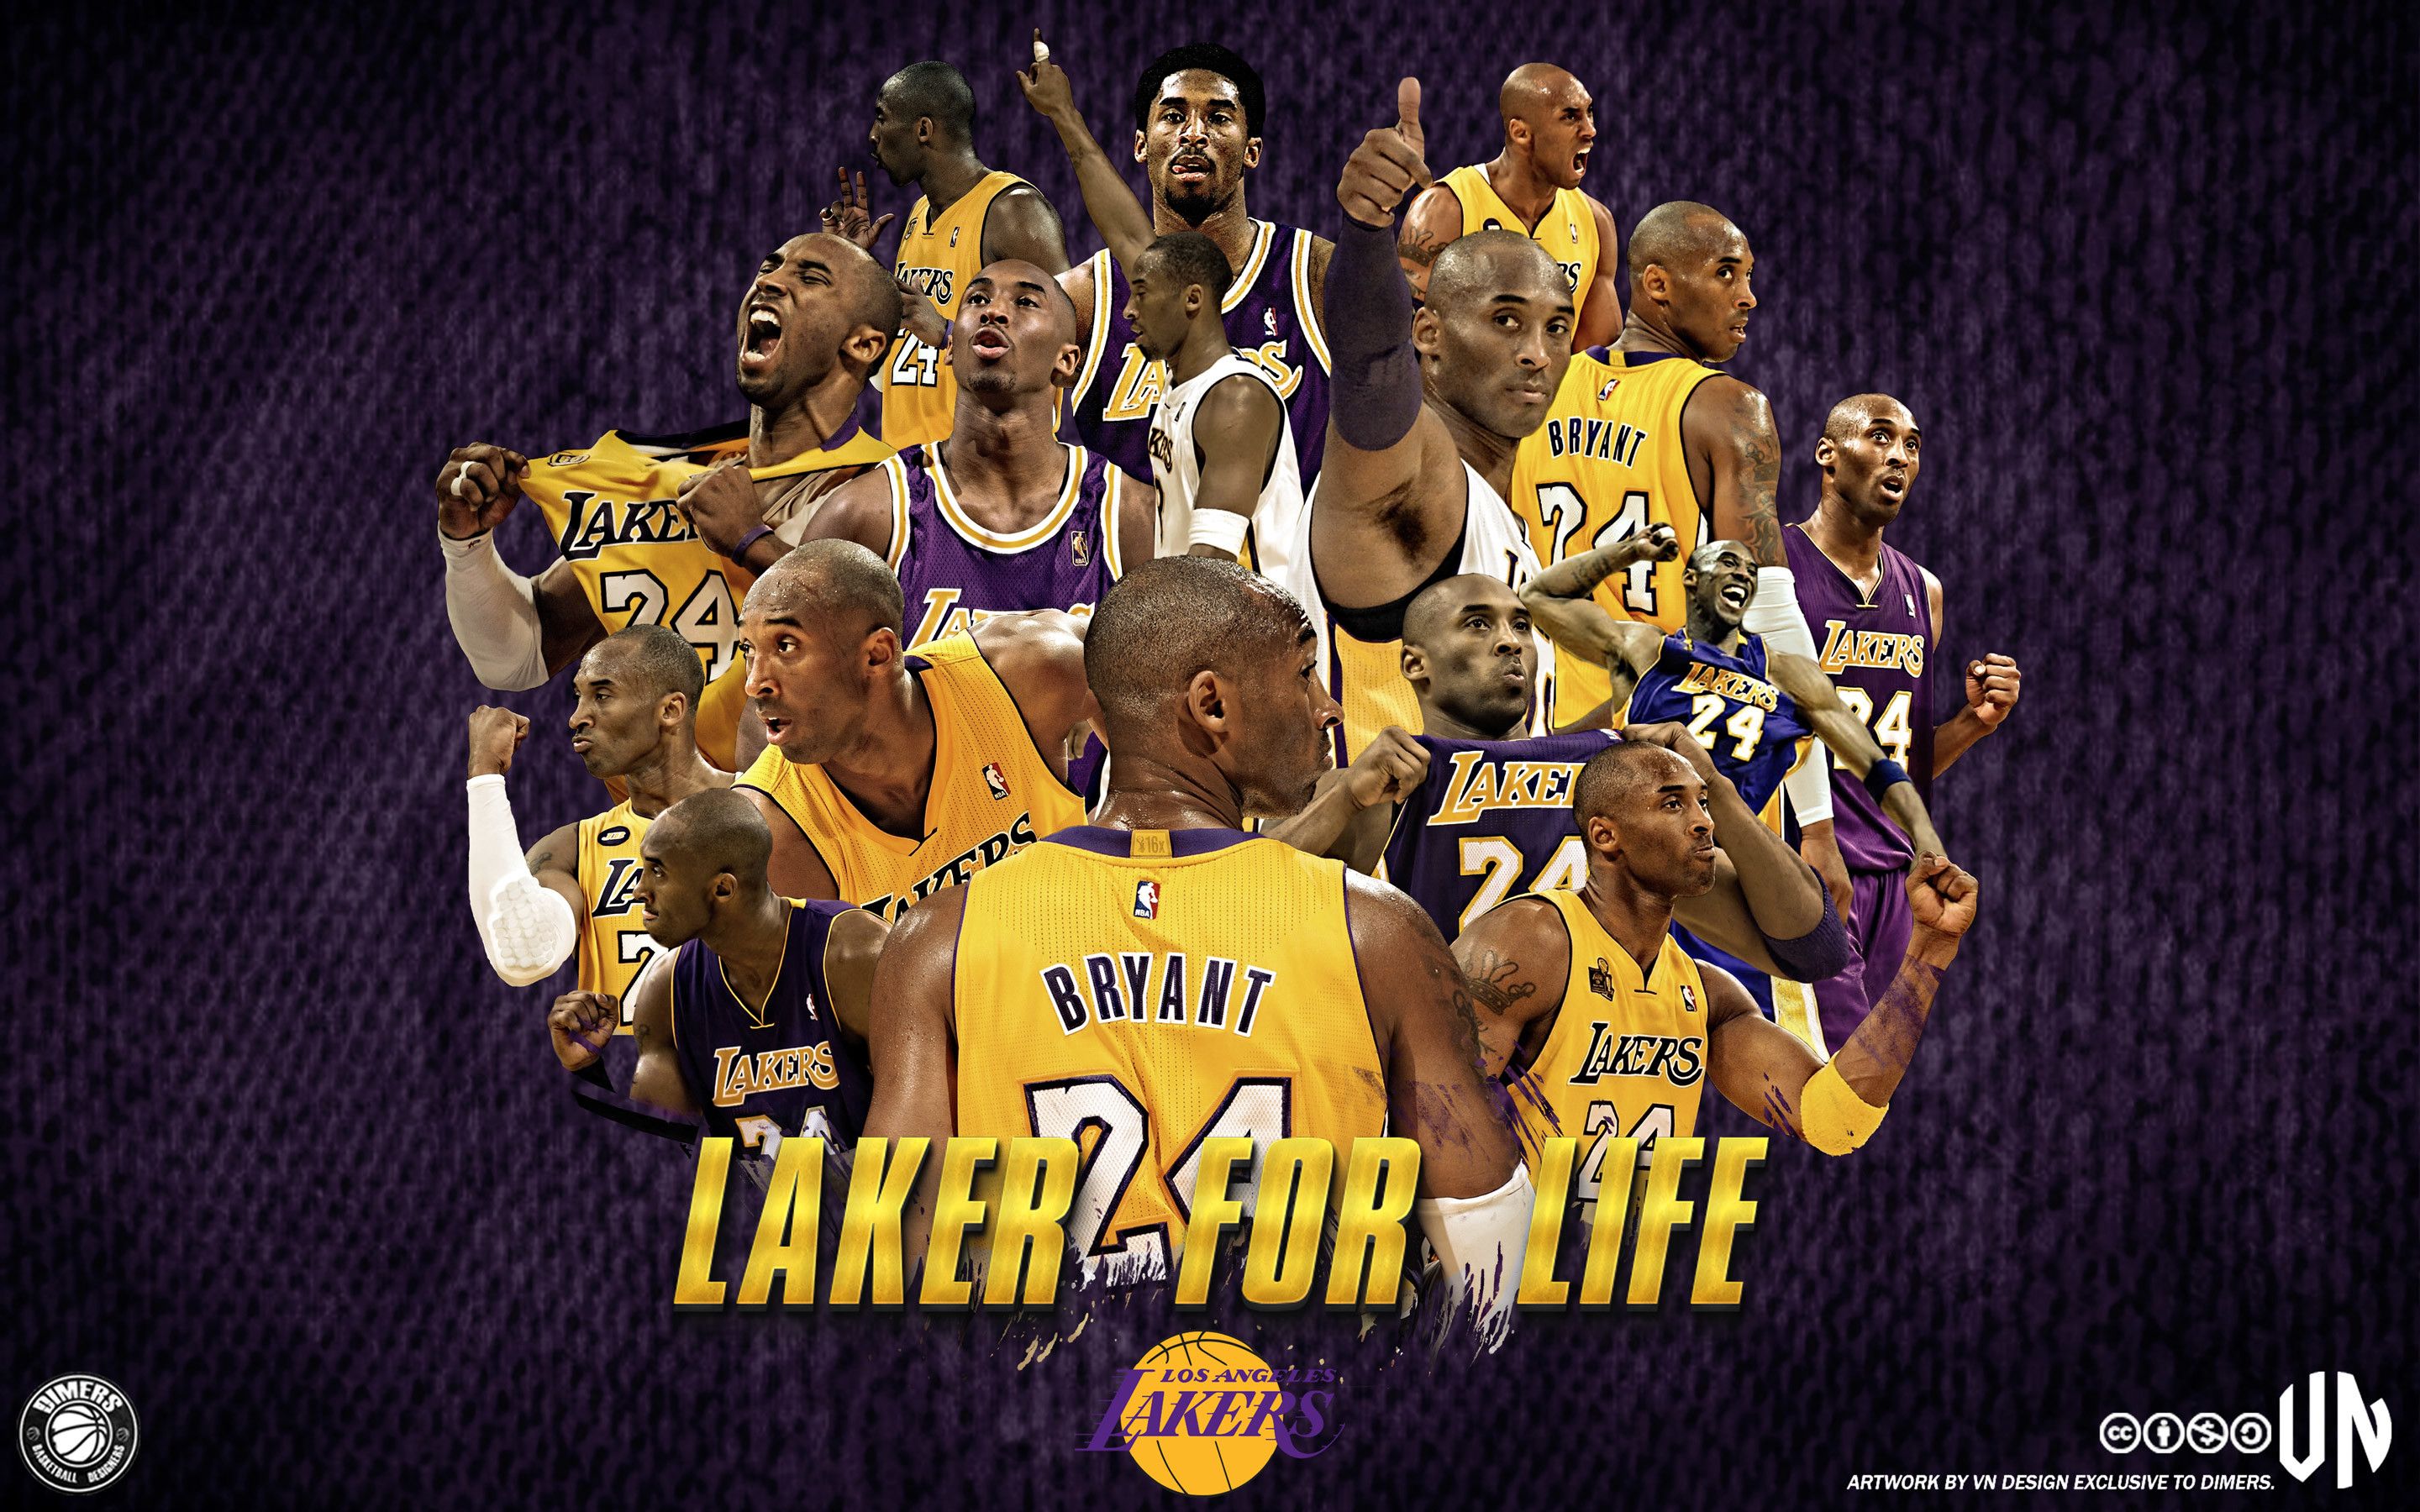 LAKERS
24
LAKERS
BRYANT
24
LAKERS
24
LAKERS
24
LAKERS
LAKERS
24
BRYANT
24
LAKERS
24
LAKER FOR LIFE
LOS ANGELES
LAKERS
DIMERS
BASKETBALL DESIGNERS
cc
VN
ARTWORK BY VN DESIGN EXCLUSIVE TO DIMERS.